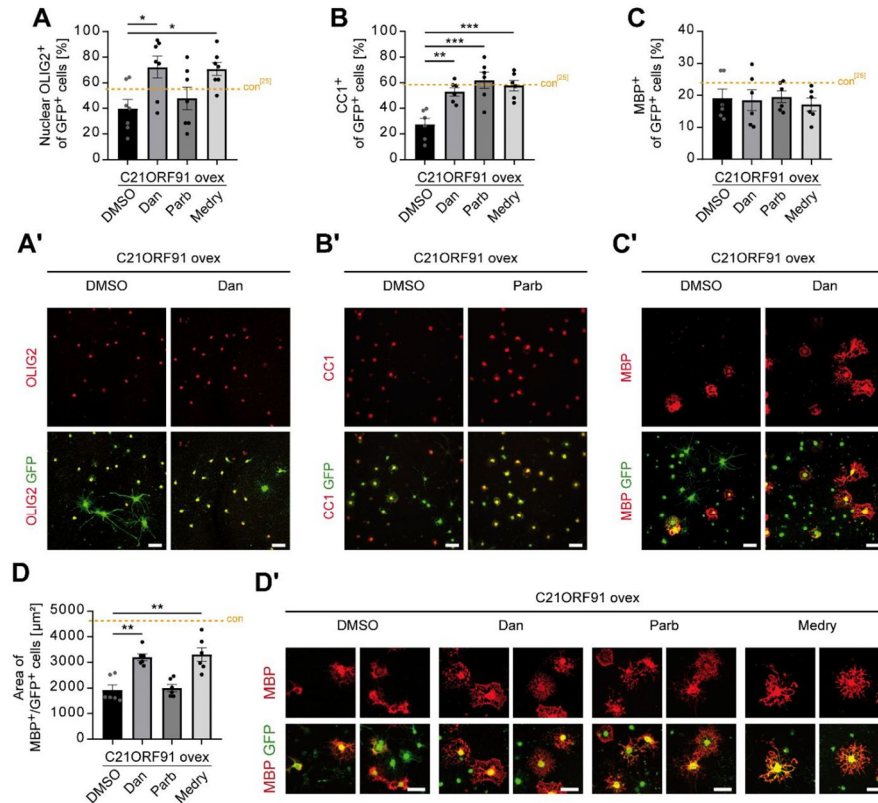 A
Nuclear OLIG2+
of GFP+ cells [%]
100
80
60
40
20
0
*
*
con[25]
C21ORF91 ovex
DMSO
Dan
Parb
Medry
B
CC1+
of GFP+ cells [%]
100
80
60
40
20
0
***
***
**
con[26]
C21ORF91 ovex
DMSO
Dan
Parb
Medry
C
MBP+
of GFP+ cells [%]
40
30
20
10
0
con[26]
C21ORF91 ovex
DMSO
Dan
Parb
Medry
A'
C21ORF91 ovex
DMSO Dan
OLIG2
OLIG2 GFP
B'
C21ORF91 ovex
DMSO Parb
CC1
CC1 GFP
C'
C21ORF91 ovex
DMSO Dan
MBP
MBP GFP
D
Area of
MBP+/GFP+ cells [µm²]
5000
4000
3000
2000
1000
0
**
**
con
C21ORF91 ovex
DMSO
Dan
Parb
Medry
D'
C21ORF91 ovex
DMSO Dan Parb Medry
MBP
MBP GFP